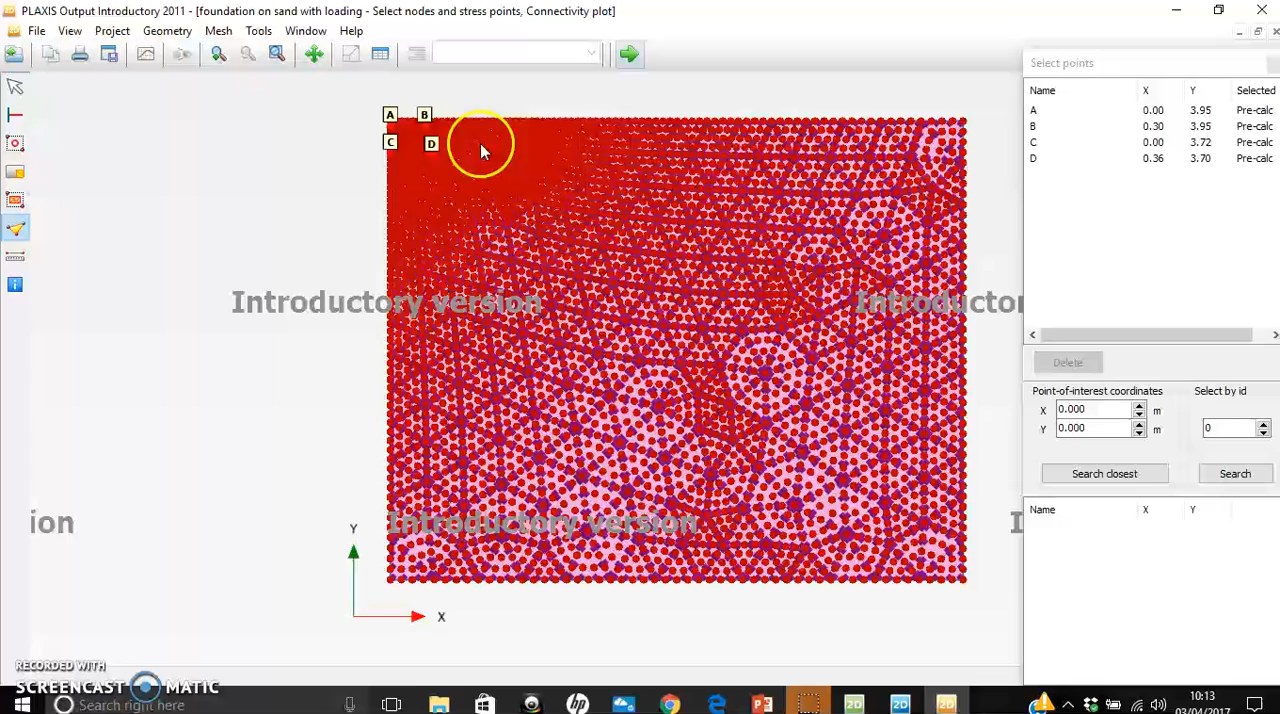 PLAXIS Output Introductory 2011 - [foundation on sand with loading - Select nodes and stress points, Connectivity plot]
File View Project Geometry Mesh Tools Window Help
Select points
Name X Y Selected
A 0.00 3.95 Pre-calc
B 0.30 3.95 Pre-calc
C 0.00 3.72 Pre-calc
D 0.36 3.70 Pre-calc
A B
C D
Introductory version
Introductor
Delete
Point-of-interest coordinates Select by id
X 0.000 m
Y 0.000 m 0
Search closest Search
Name X Y
ion
Introductory version
I
Y
X
RECORDED WITH
SCREENCAST MATIC
Search right here
hp
2D 2D 2D
10:13
03/04/2017